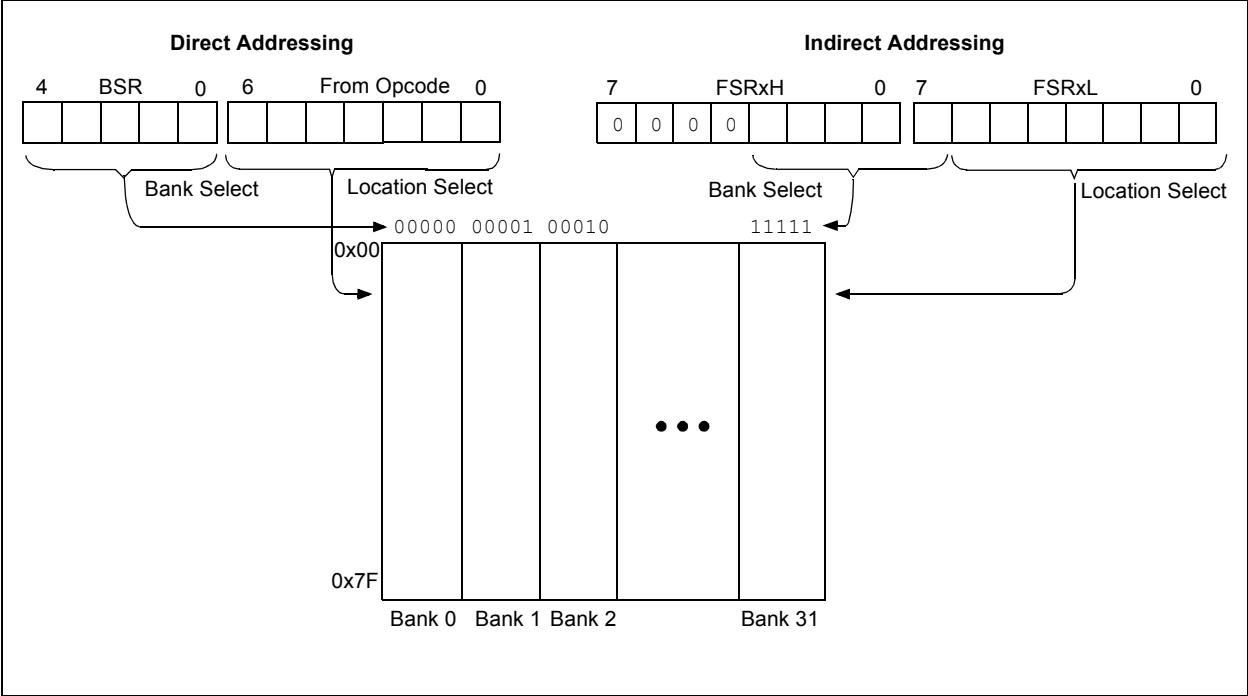 Direct Addressing
Indirect Addressing
4 BSR 0 6 From Opcode 0
7 FSRxH 0 7 FSRxL 0
0 0 0 0
Bank Select
Location Select
Bank Select
Location Select
00000 00001 00010 11111
0x00
0x7F
Bank 0 Bank 1 Bank 2 Bank 31